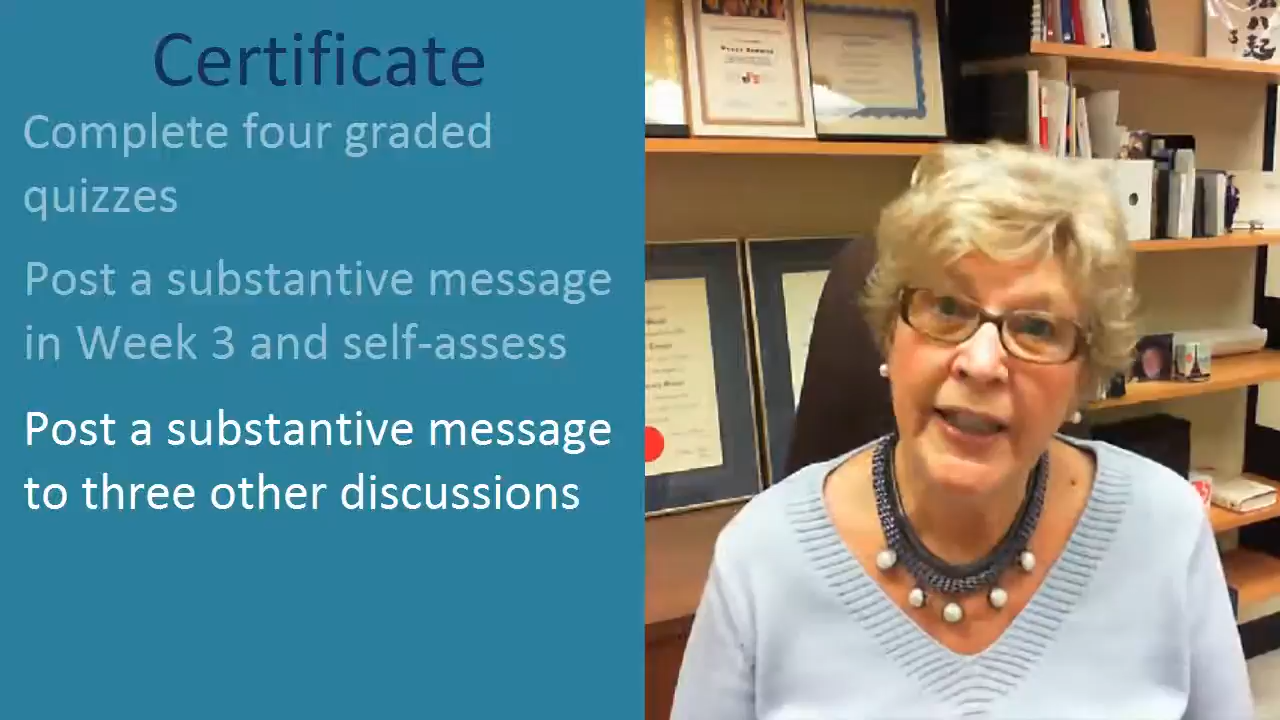 Certificate
Complete four graded
quizzes
Post a substantive message
in Week 3 and self-assess
Post a substantive message
to three other discussions